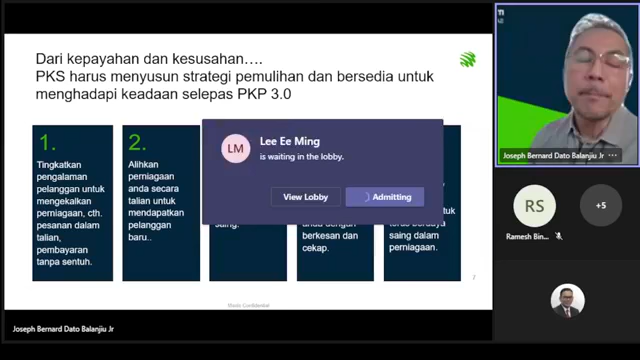 Dari kepayahan dan kesusahan….
PKS harus menyusun strategi pemulihan dan bersedia untuk
menghadapi keadaan selepas PKP 3.0
1.
Tingkatkan
pengalaman
pelanggan untuk
mengekalkan
perniagaan, cth.
pesanan dalam
talian,
pembayaran
tanpa sentuh.
2.
Alihkan
perniagaan
anda secara
talian untuk
mendapatkan
pelanggan
baru..
LM
Lee Ee Ming
is waiting in the lobby.
View Lobby
Admitting
saing.
anda dengan
berkesan dan
cekap.
saing dalam
perniagaan.
7
Maxis Confidential
Joseph Bernard Dato Balanjiu Jr
Joseph Bernard Dato Balanjiu Jr ···
RS
+5
Ramesh Bin...